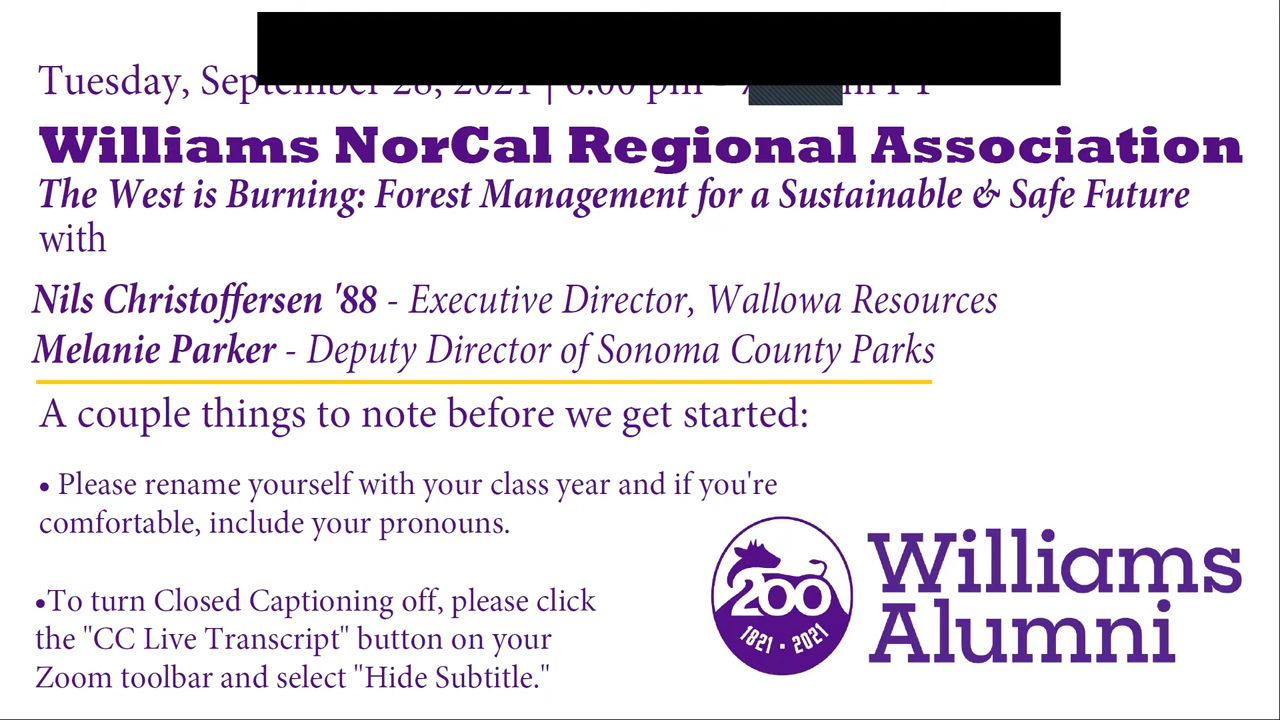 Tuesday, September 28, 2021 | 6:00 pm - PT
Williams NorCal Regional Association
The West is Burning: Forest Management for a Sustainable & Safe Future
with
Nils Christoffersen '88 - Executive Director, Wallowa Resources
Melanie Parker - Deputy Director of Sonoma County Parks
A couple things to note before we get started:
• Please rename yourself with your class year and if you're
comfortable, include your pronouns.
•To turn Closed Captioning off, please click
the "CC Live Transcript" button on your
Zoom toolbar and select "Hide Subtitle."
200
1821 · 2021
Williams
Alumni